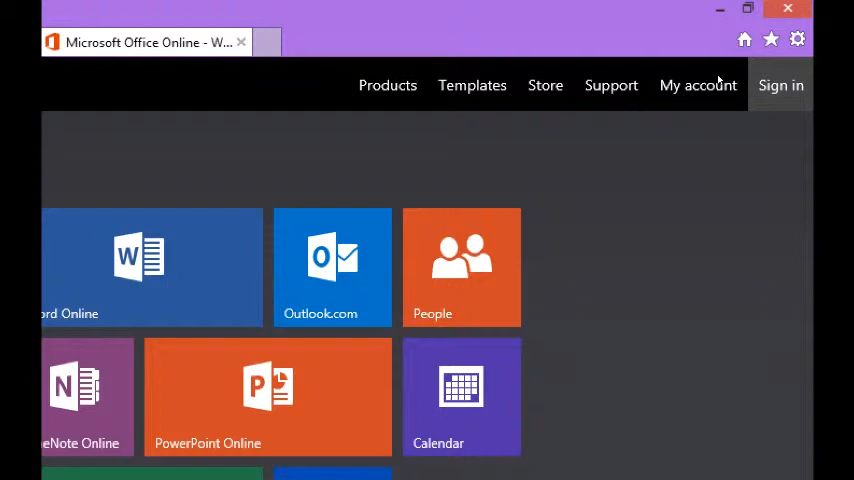 Microsoft Office Online - W...
Products Templates Store Support My account Sign in
W
O
ord Online
Outlook.com
People
N
P
eNote Online
PowerPoint Online
Calendar